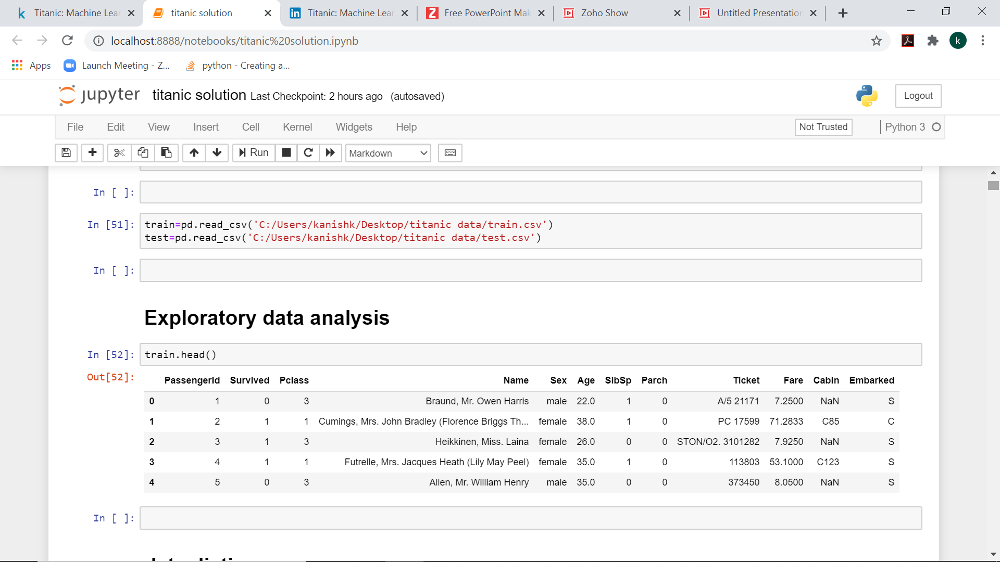 Titanic: Machine Lear
titanic solution
Titanic: Machine Lear
Free PowerPoint Mak
Zoho Show
Untitled Presentation
localhost:8888/notebooks/titanic%20solution.ipynb
k
Apps
Launch Meeting - Z...
python - Creating a...
jupyter titanic solution Last Checkpoint: 2 hours ago (autosaved)
Logout
File Edit View Insert Cell Kernel Widgets Help
Not Trusted
Python 3
Run
Markdown
In [ ]:
In [51]: train=pd.read_csv('C:/Users/kanishk/Desktop/titanic data/train.csv')
test=pd.read_csv('C:/Users/kanishk/Desktop/titanic data/test.csv')
In [ ]:
Exploratory data analysis
In [52]: train.head()
Out[52]:
PassengerId Survived Pclass Name Sex Age SibSp Parch Ticket Fare Cabin Embarked
0 1 0 3 Braund, Mr. Owen Harris male 22.0 1 0 A/5 21171 7.2500 NaN S
1 2 1 1 Cumings, Mrs. John Bradley (Florence Briggs Th... female 38.0 1 0 PC 17599 71.2833 C85 C
2 3 1 3 Heikkinen, Miss. Laina female 26.0 0 0 STON/O2. 3101282 7.9250 NaN S
3 4 1 1 Futrelle, Mrs. Jacques Heath (Lily May Peel) female 35.0 1 0 113803 53.1000 C123 S
4 5 0 3 Allen, Mr. William Henry male 35.0 0 0 373450 8.0500 NaN S
In [ ]: